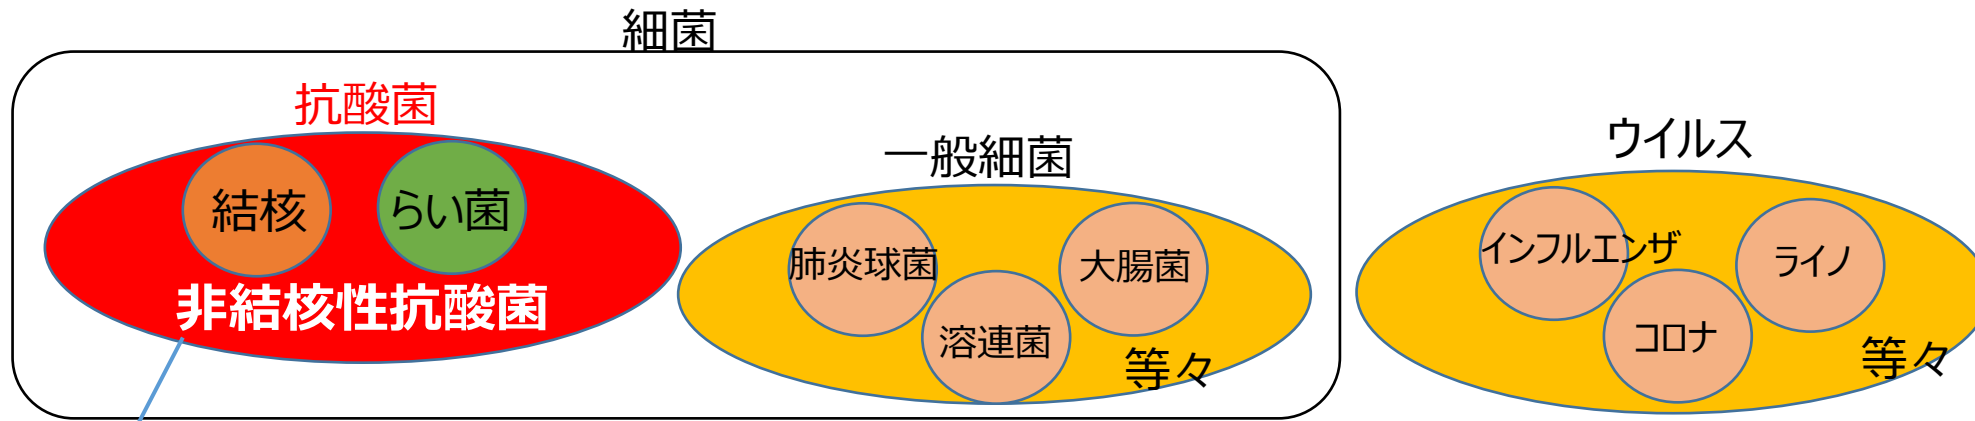 細菌
抗酸菌
結核
らい菌
非結核性抗酸菌
一般細菌
肺炎球菌
大腸菌
溶連菌
等々
ウイルス
インフルエンザ
ライノ
コロナ
等々